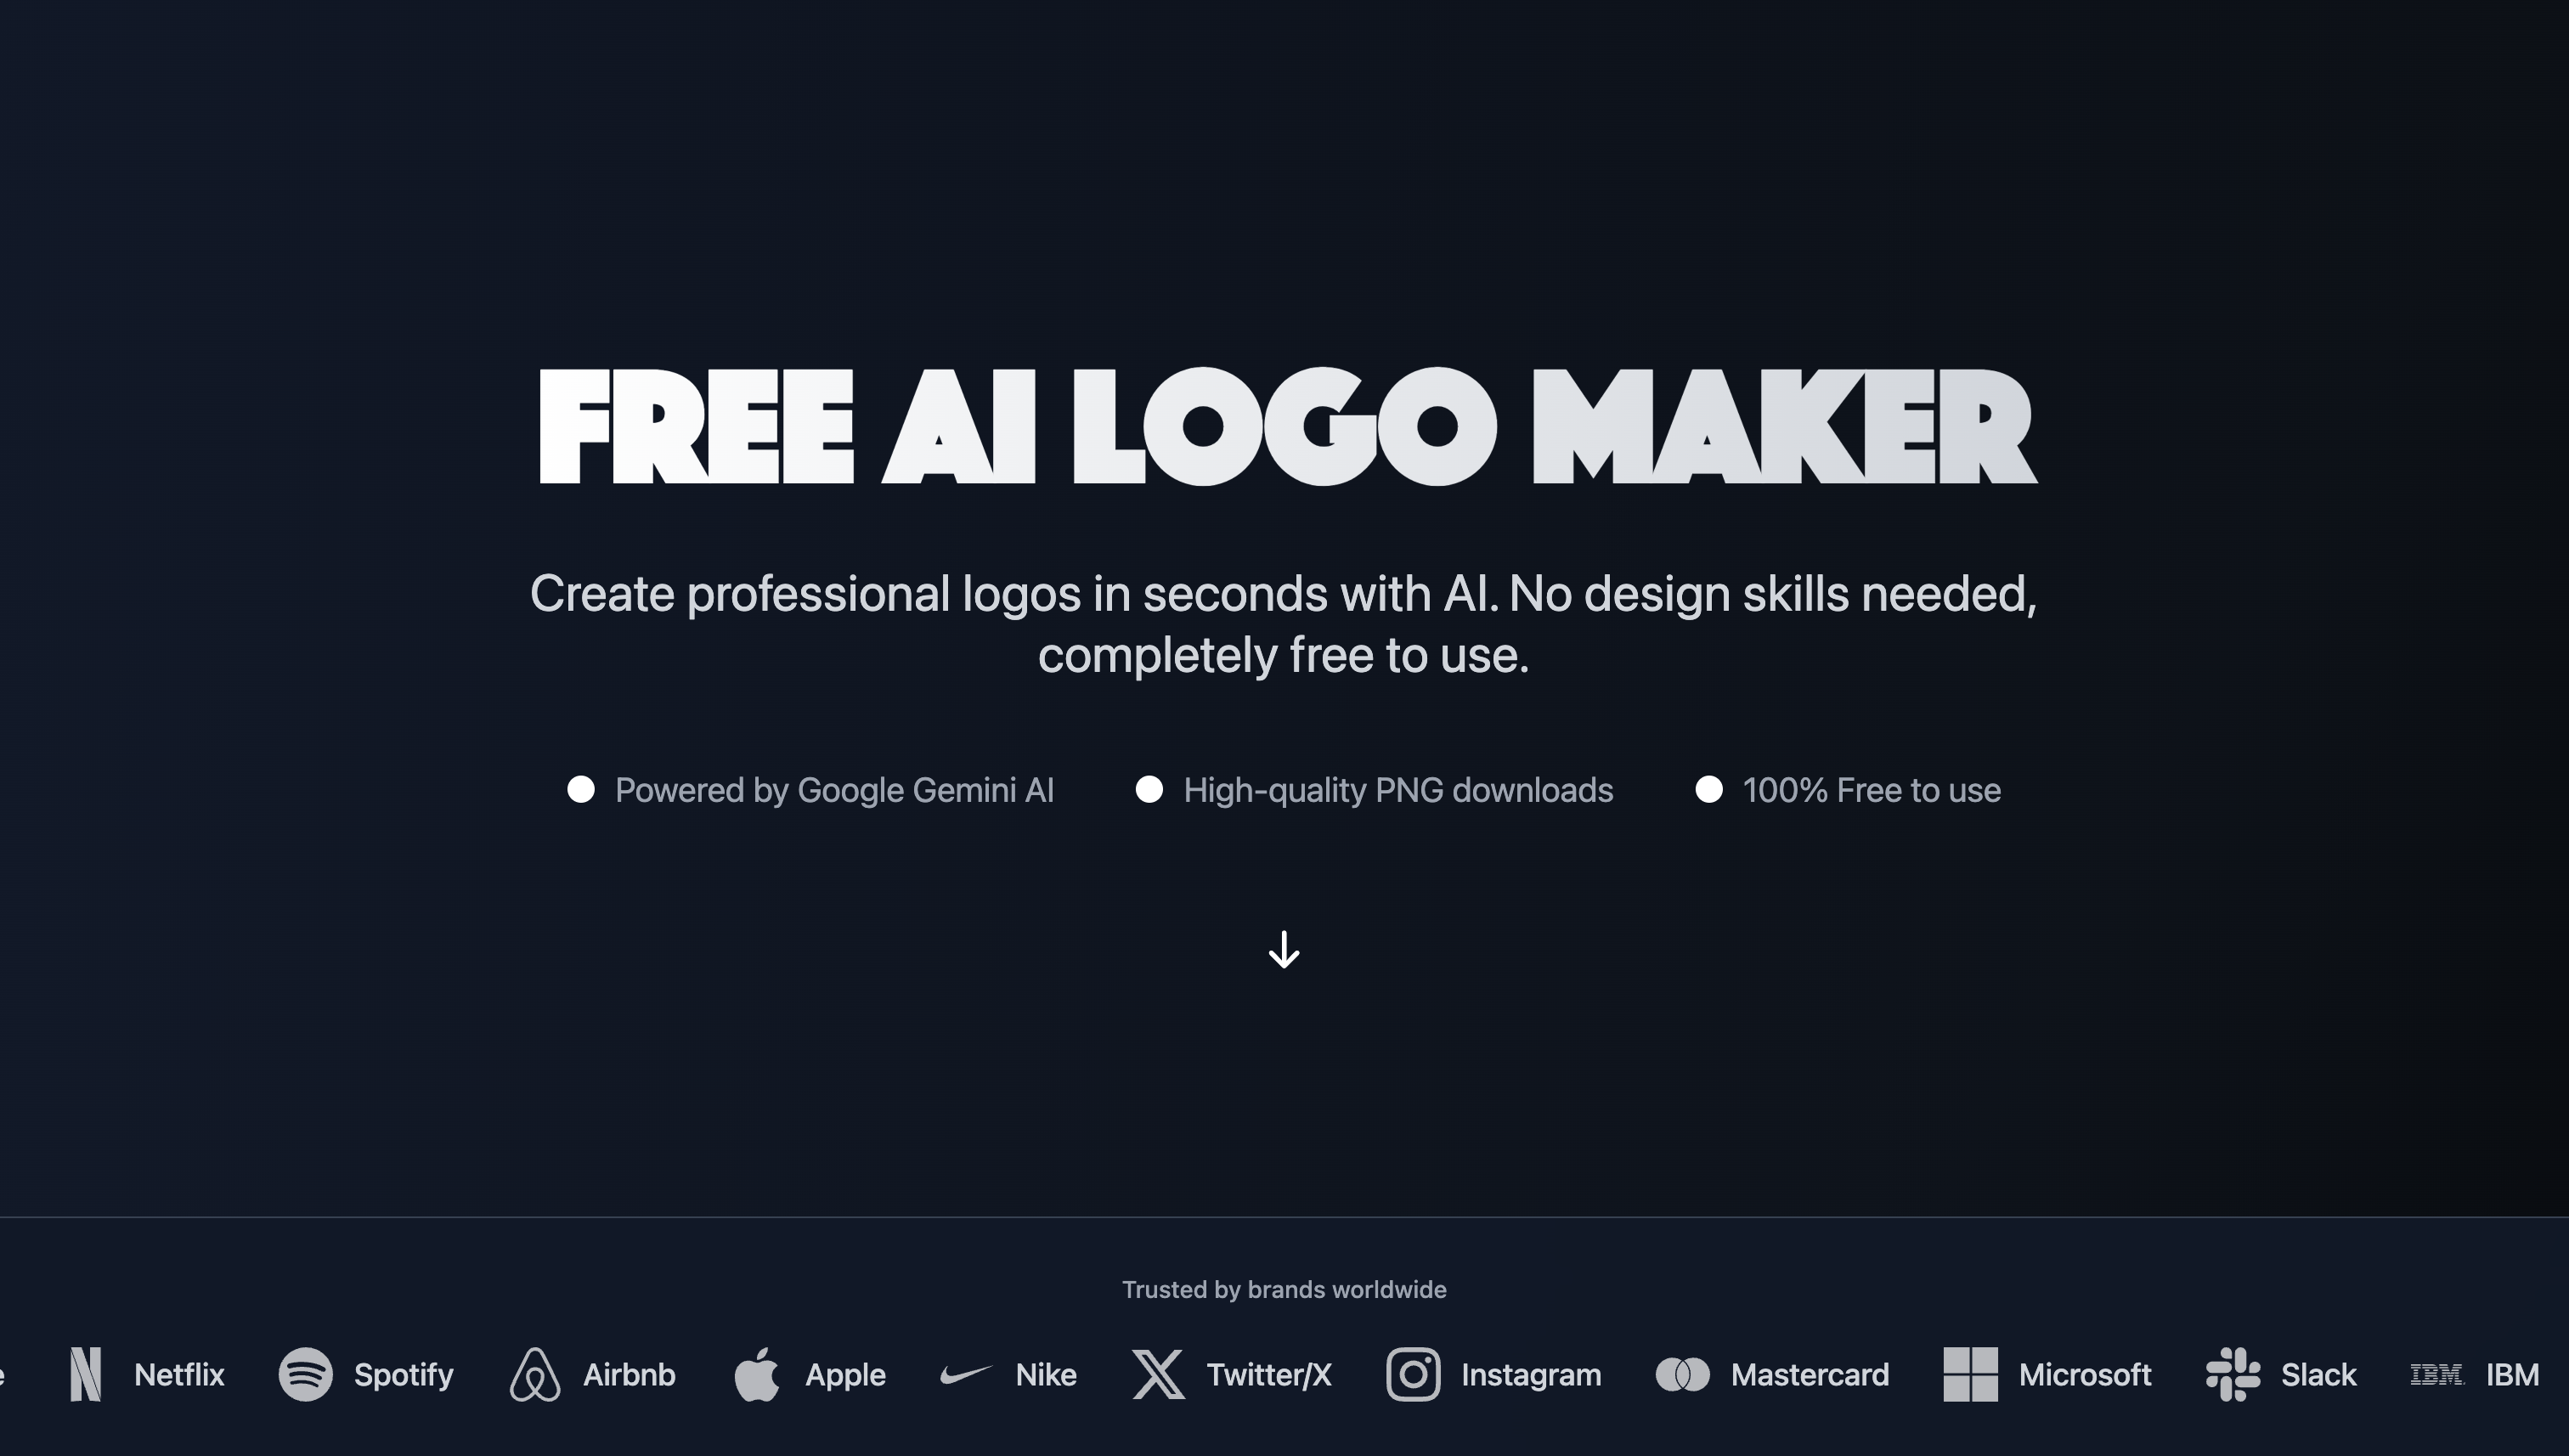 FREE AI LOGO MAKER
Create professional logos in seconds with AI. No design skills needed,
completely free to use.
Powered by Google Gemini AI
High-quality PNG downloads
100% Free to use
Trusted by brands worldwide
e
Netflix
Spotify
Airbnb
Apple
Nike
Twitter/X
Instagram
Mastercard
Microsoft
Slack
IBM
IBM